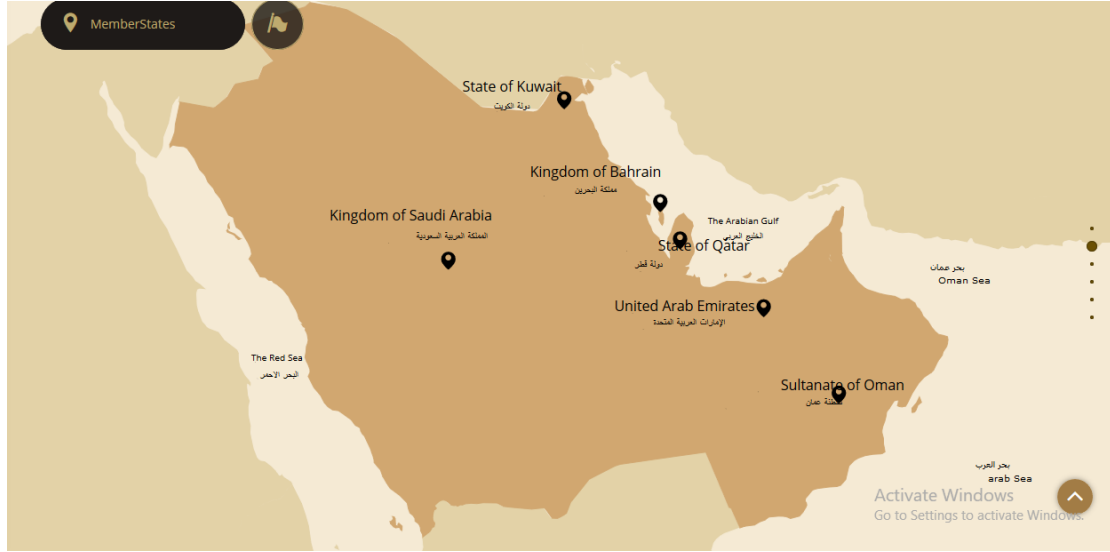 MemberStates
State of Kuwait
دولة الكويت
Kingdom of Bahrain
مملكة البحرين
Kingdom of Saudi Arabia
المملكة العربية السعودية
The Arabian Gulf
الخليج العربي
State of Qatar
دولة قطر
بحر عمان
Oman Sea
United Arab Emirates
الإمارات العربية المتحدة
The Red Sea
البحر الاحمر
Sultanate of Oman
سلطنة عمان
بحر العرب
arab Sea
Activate Windows
Go to Settings to activate Windows.